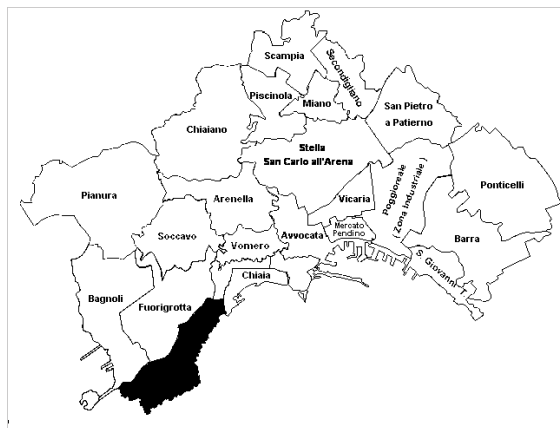 Scampia
Secondigliano
Piscinola
Miano
San Pietro
a Patierno
Chiaiano
Stella
San Carlo all'Arena
Pianura
Arenella
Vicaria
Poggioreale
( Zona Industriale )
Ponticelli
Soccavo
Vomero
Avvocata
Mercato
Pendino
Barra
S. Giovanni
Bagnoli
Fuorigrotta
Chiaia